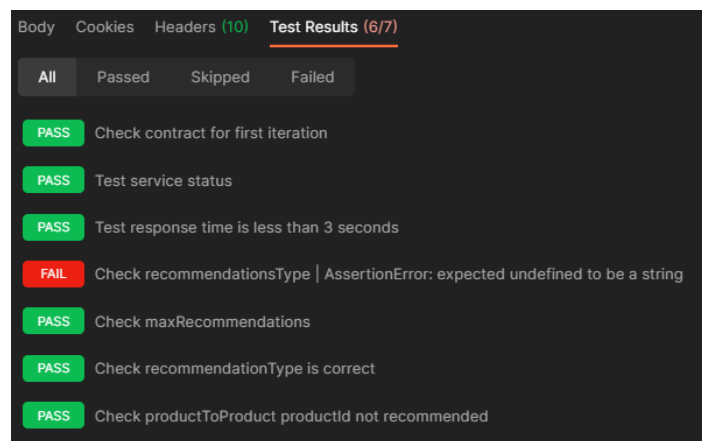 Body Cookies Headers (10) Test Results (6/7)
All Passed Skipped Failed
PASS Check contract for first iteration
PASS Test service status
PASS Test response time is less than 3 seconds
FAIL Check recommendationsType | AssertionError: expected undefined to be a string
PASS Check maxRecommendations
PASS Check recommendationType is correct
PASS Check productToProduct productId not recommended